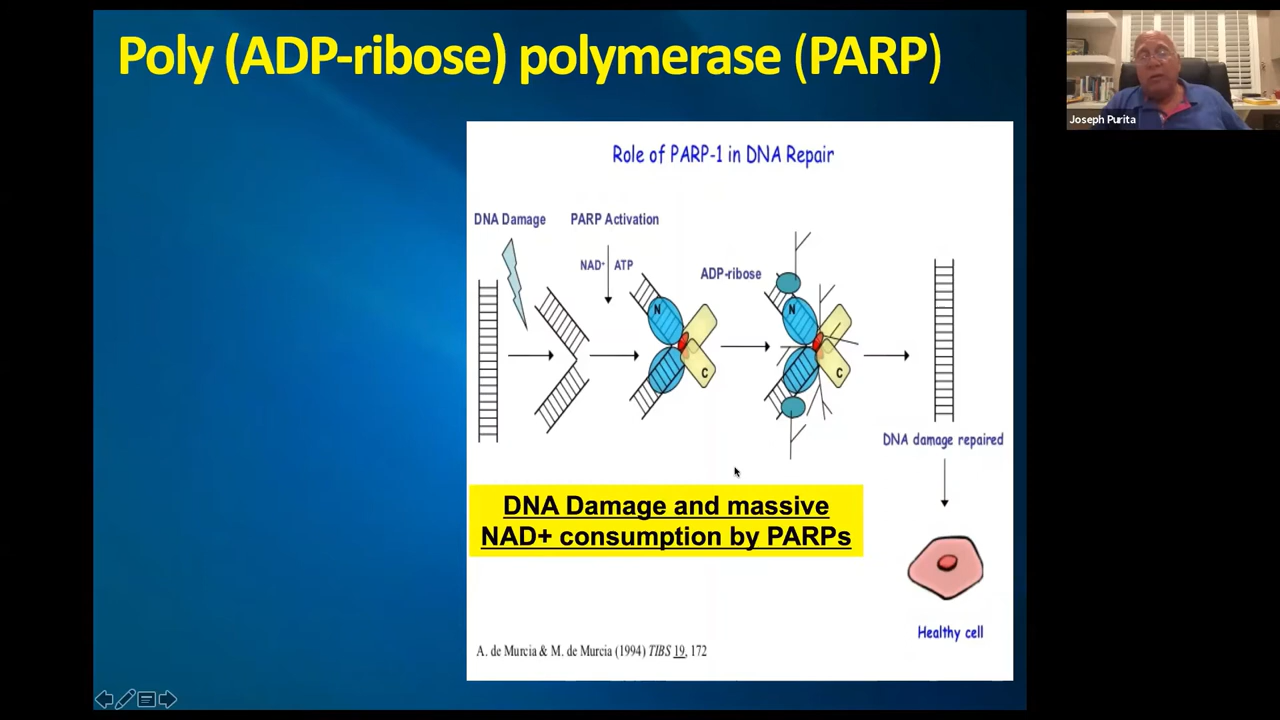 Poly (ADP-ribose) polymerase (PARP)
Joseph Purita
Role of PARP-1 in DNA Repair
DNA Damage
PARP Activation
NAD+ ATP
ADP-ribose
N
C
N
C
DNA damage repaired
DNA Damage and massive
NAD+ consumption by PARPs
Healthy cell
A. de Murcia & M. de Murcia (1994) TIBS 19, 172